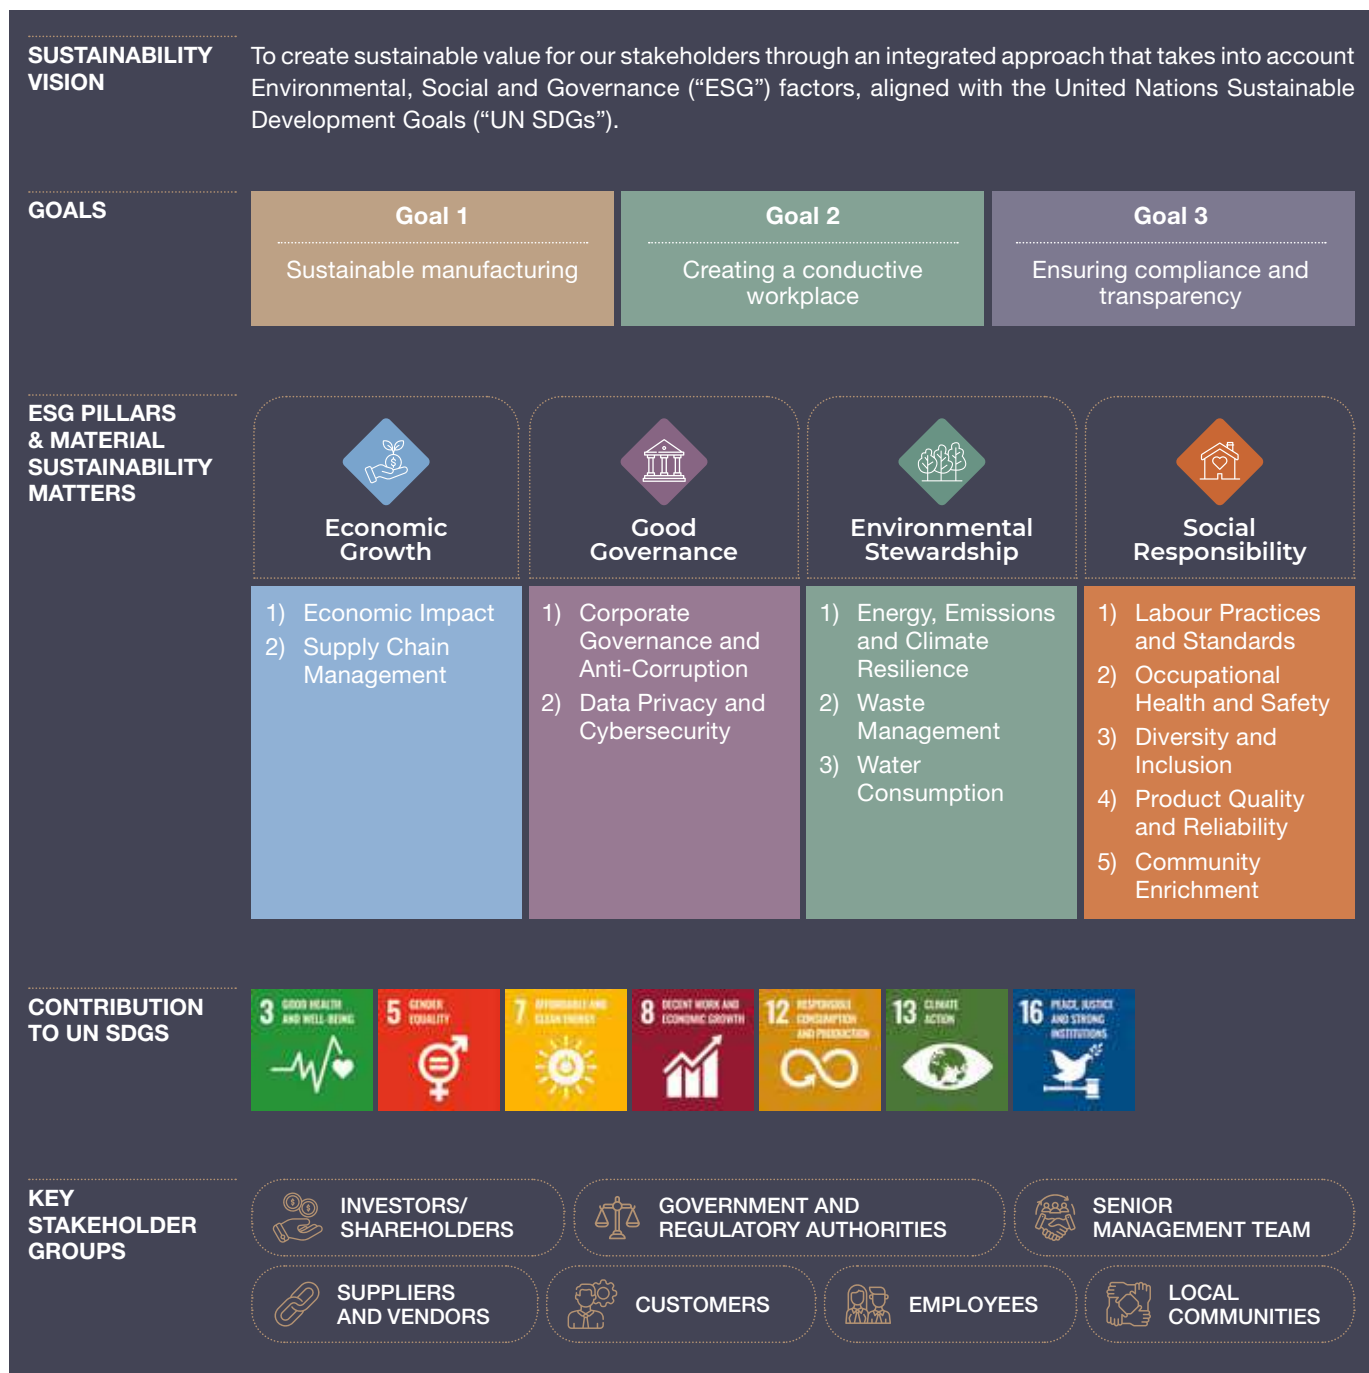 SUSTAINABILITY
VISION
To create sustainable value for our stakeholders through an integrated approach that takes into account
Environmental, Social and Governance (“ESG”) factors, aligned with the United Nations Sustainable
Development Goals (“UN SDGs”).
GOALS
Goal 1
Sustainable manufacturing
Goal 2
Creating a conductive
workplace
Goal 3
Ensuring compliance and
transparency
ESG PILLARS
& MATERIAL
SUSTAINABILITY
MATTERS
Economic
Growth
1) Economic Impact
2) Supply Chain
Management
Good
Governance
1) Corporate
Governance and
Anti-Corruption
2) Data Privacy and
Cybersecurity
Environmental
Stewardship
1) Energy, Emissions
and Climate
Resilience
2) Waste
Management
3) Water
Consumption
Social
Responsibility
1) Labour Practices
and Standards
2) Occupational
Health and Safety
3) Diversity and
Inclusion
4) Product Quality
and Reliability
5) Community
Enrichment
CONTRIBUTION
TO UN SDGS
3 GOOD HEALTH
AND WELL-BEING
5 GENDER
EQUALITY
7 AFFORDABLE AND
CLEAN ENERGY
8 DECENT WORK AND
ECONOMIC GROWTH
12 RESPONSIBLE
CONSUMPTION
AND PRODUCTION
13 CLIMATE
ACTION
16 PEACE, JUSTICE
AND STRONG
INSTITUTIONS
KEY
STAKEHOLDER
GROUPS
INVESTORS/
SHAREHOLDERS
GOVERNMENT AND
REGULATORY AUTHORITIES
SENIOR
MANAGEMENT TEAM
SUPPLIERS
AND VENDORS
CUSTOMERS
EMPLOYEES
LOCAL
COMMUNITIES